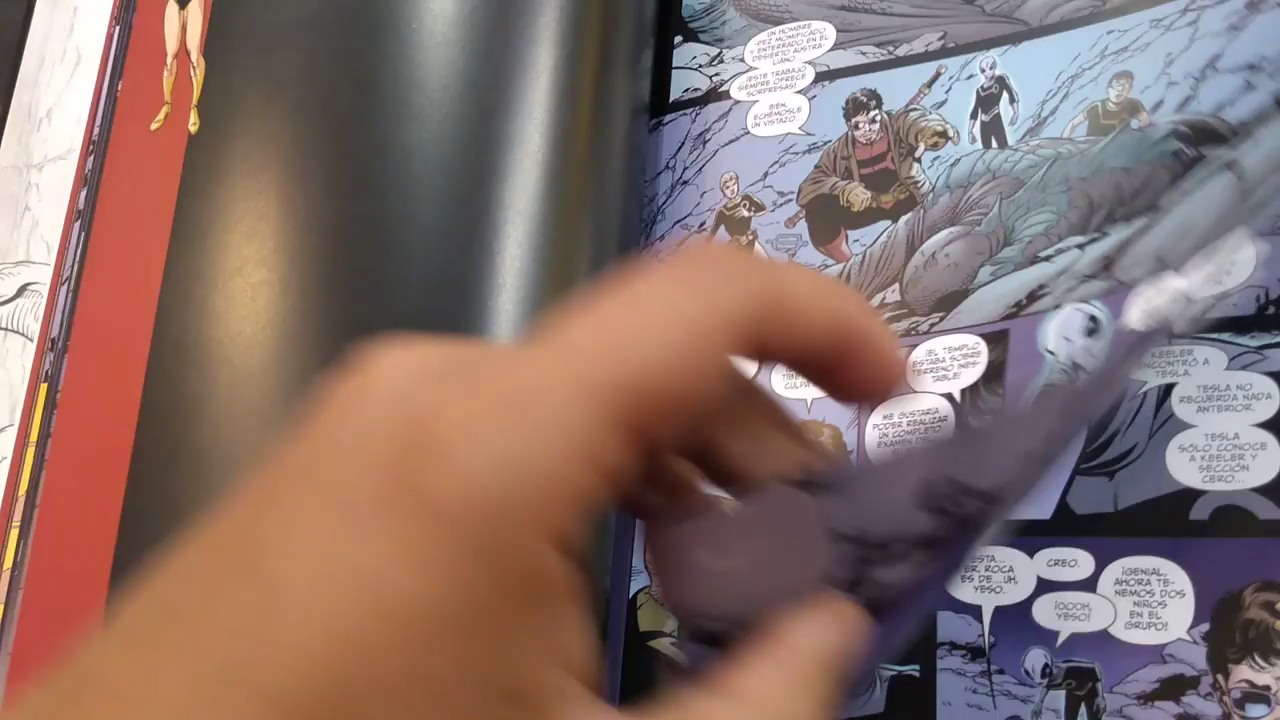 UN HOMBRE
-PEZ MOMIFICADO
Y ENTERRADO EN EL
DESIERTO AUSTRA-
LIANO.
¡ESTE TRABAJO
SIEMPRE OFRECE
SORPRESAS!
BIEN,
ECHÉMOSLE
UN VISTAZO.
CULPA
¡EL TEMPLO
ESTABA SOBRE
TERRENO INES-
TABLE!
ME GUSTARÍA
PODER REALIZAR
UN COMPLETO
KEELER
ENCONTRÓ A
TESLA.
TESLA NO
RECUERDA NADA
ANTERIOR.
TESLA
SÓLO CONOCE
A KEELER Y
SECCIÓN
CERO...
ROCA
ES DE...UH,
YESO.
CREO.
¡OOOH,
YESO!
¡GENIAL,
AHORA TE-
NEMOS DOS
NIÑOS
EN EL
GRUPO!